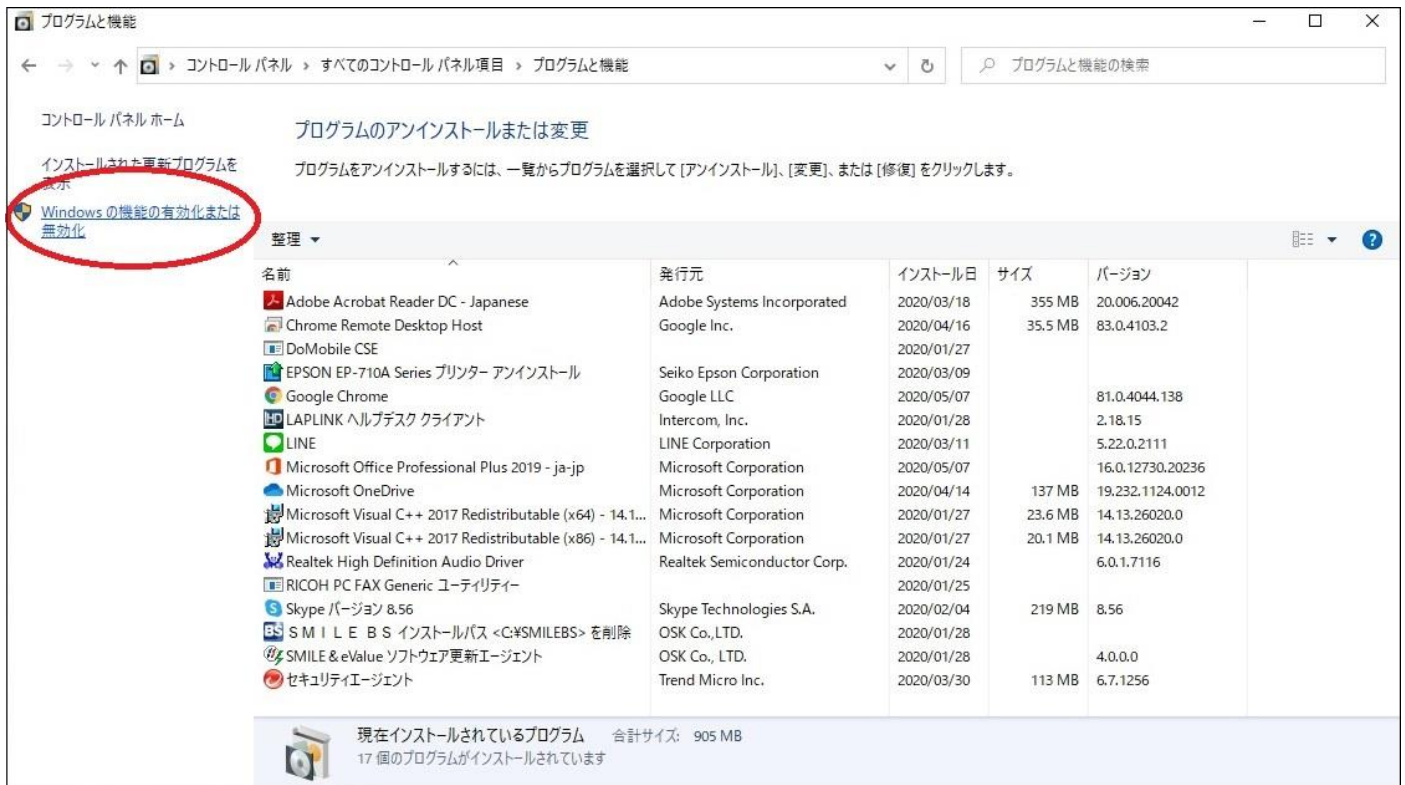 プログラムと機能
コントロール パネル › すべてのコントロール パネル項目 › プログラムと機能
プログラムと機能の検索
コントロール パネル ホーム
インストールされた更新プログラムを
表示
Windows の機能の有効化または
無効化
プログラムのアンインストールまたは変更
プログラムをアンインストールするには、一覧からプログラムを選択して [アンインストール]、[変更]、または [修復] をクリックします。
整理
名前 発行元 インストール日 サイズ バージョン
Adobe Acrobat Reader DC - Japanese Adobe Systems Incorporated 2020/03/18 355 MB 20.006.20042
Chrome Remote Desktop Host Google Inc. 2020/04/16 35.5 MB 83.0.4103.2
DoMobile CSE 2020/01/27
EPSON EP-710A Series プリンター アンインストール Seiko Epson Corporation 2020/03/09
Google Chrome Google LLC 2020/05/07 81.0.4044.138
LAPLINK ヘルプデスク クライアント Intercom, Inc. 2020/01/28 2.18.15
LINE LINE Corporation 2020/03/11 5.22.0.2111
Microsoft Office Professional Plus 2019 - ja-jp Microsoft Corporation 2020/05/07 16.0.12730.20236
Microsoft OneDrive Microsoft Corporation 2020/04/14 137 MB 19.232.1124.0012
Microsoft Visual C++ 2017 Redistributable (x64) - 14.1... Microsoft Corporation 2020/01/27 23.6 MB 14.13.26020.0
Microsoft Visual C++ 2017 Redistributable (x86) - 14.1... Microsoft Corporation 2020/01/27 20.1 MB 14.13.26020.0
Realtek High Definition Audio Driver Realtek Semiconductor Corp. 2020/01/24 6.0.1.7116
RICOH PC FAX Generic ユーティリティー 2020/01/25
Skype バージョン 8.56 Skype Technologies S.A. 2020/02/04 219 MB 8.56
ＳＭＩＬＥ ＢＳ インストールパス <C:¥SMILEBS> を削除 OSK Co.,LTD. 2020/01/28
SMILE & eValue ソフトウェア更新エージェント OSK Co., LTD. 2020/01/28 4.0.0.0
セキュリティエージェント Trend Micro Inc. 2020/03/30 113 MB 6.7.1256
現在インストールされているプログラム 合計サイズ: 905 MB
17 個のプログラムがインストールされています